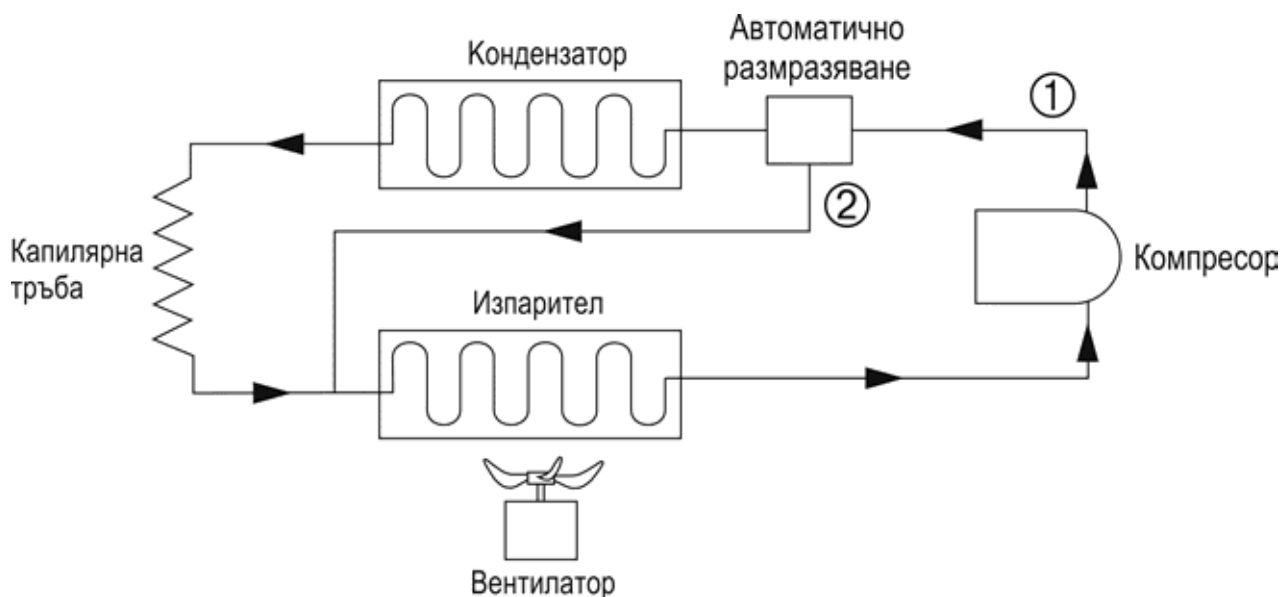 Автоматично
размразяване
Кондензатор
①
②
Капилярна
тръба
Компресор
Изпарител
Вентилатор